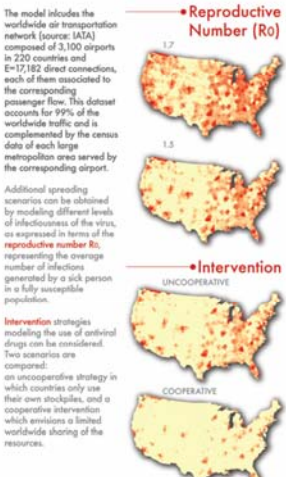 The model inlcudes the
worldwide air transportation
network (source: IATA)
composed of 3,100 airports
in 220 countries and
E=17,182 direct connections,
each of them associated to
the corresponding
passenger flow. This dataset
accounts for 99% of the
worldwide traffic and is
complemented by the census
data of each large
metropolitan area served by
the corresponding airport.
Additional spreading
scenarios can be obtained
by modeling different levels
of infectiousness of the virus,
as expressed in terms of the
reproductive number R0,
representing the average
number of infections
generated by a sick person
in a fully susceptible
population.
Intervention strategies
modeling the use of antiviral
drugs can be considered.
Two scenarios are
compared:
an uncooperative strategy in
which countries only use
their own stockpiles, and a
cooperative intervention
which envisions a limited
worldwide sharing of the
resources.
•Reproductive
Number (R0)
1.7
1.5
•Intervention
UNCOOPERATIVE
COOPERATIVE